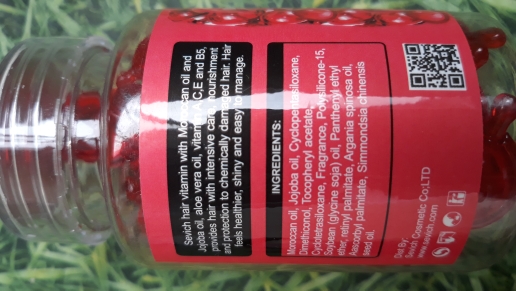 Sevich hair vitamin with Moroccan oil and
Jojoba oil, aloe vera oil, vitamin A,C,E and B5,
provides hair with intensive care, nourishment
and protection to chemically damaged hair. Hair
feels healthier, shiny and easy to manage.
INGREDIENTS:
Moroccan oil, Jojoba oil, Cyclopentasiloxane,
Dimethiconol, Tocopheryl acetate,
Cyclotetrasiloxane, Fragrance, Polysilicone-15,
Soybean (glycine soja) oil, Panthenyl ethyl
ether, retinyl palmitate, Argania spinosa oil,
Ascorbyl palmitate, Simmondsia chinensis
seed oil.
Dist By :
Sevich Cosmetic Co;LTD
www.sevich.com